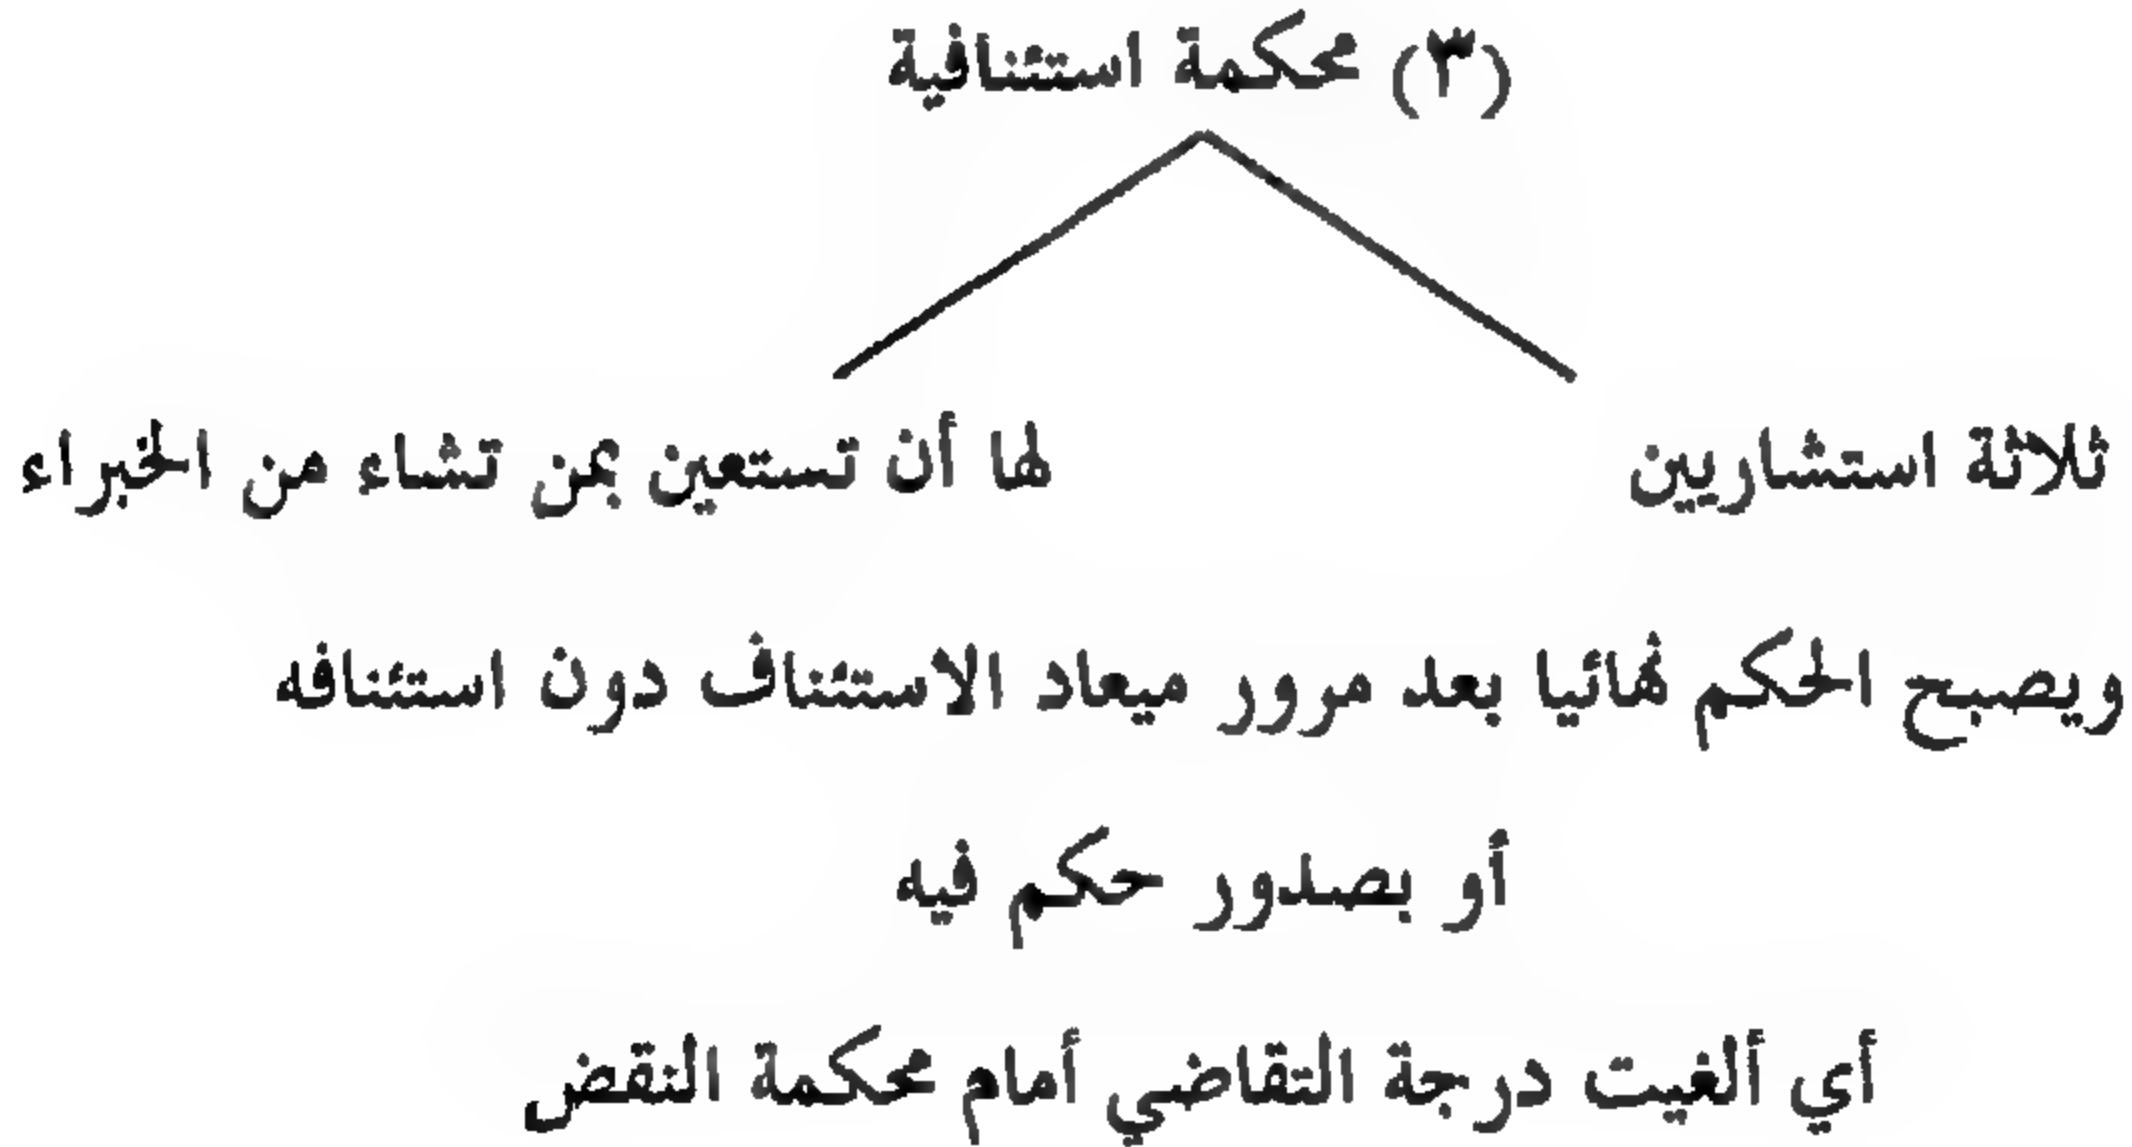 (٣) محكمة استئنافية
ثلاثة استشاريين
لها أن تستعين بمن تشاء من الخبراء
ويصبح الحكم نهائيا بعد مرور ميعاد الاستئناف دون استئنافه
أو بصدور حكم فيه
أي ألغيت درجة التقاضي أمام محكمة النقض